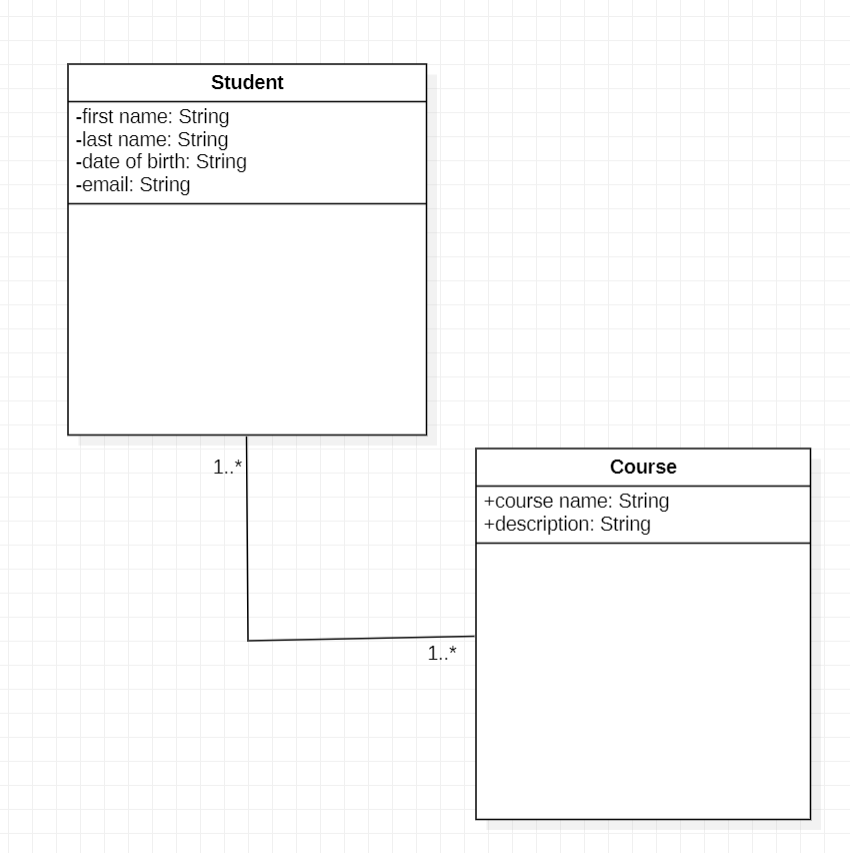 Student
-first name: String
-last name: String
-date of birth: String
-email: String
1..*
Course
+course name: String
+description: String
1..*